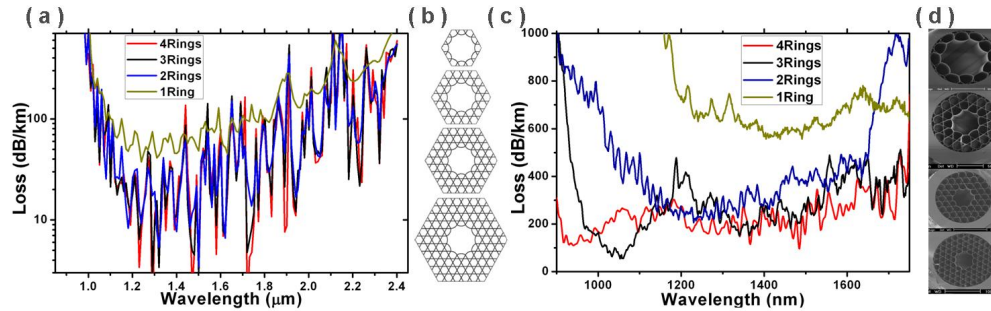 ( a )
4Rings
3Rings
2Rings
1Ring
100
10
Loss (dB/km)
1.0 1.2 1.4 1.6 1.8 2.0 2.2 2.4
Wavelength (μm)
( b )
( c )
4Rings
3Rings
2Rings
1Ring
1000
800
600
400
200
0
Loss (dB/km)
1000 1200 1400 1600
Wavelength (nm)
( d )